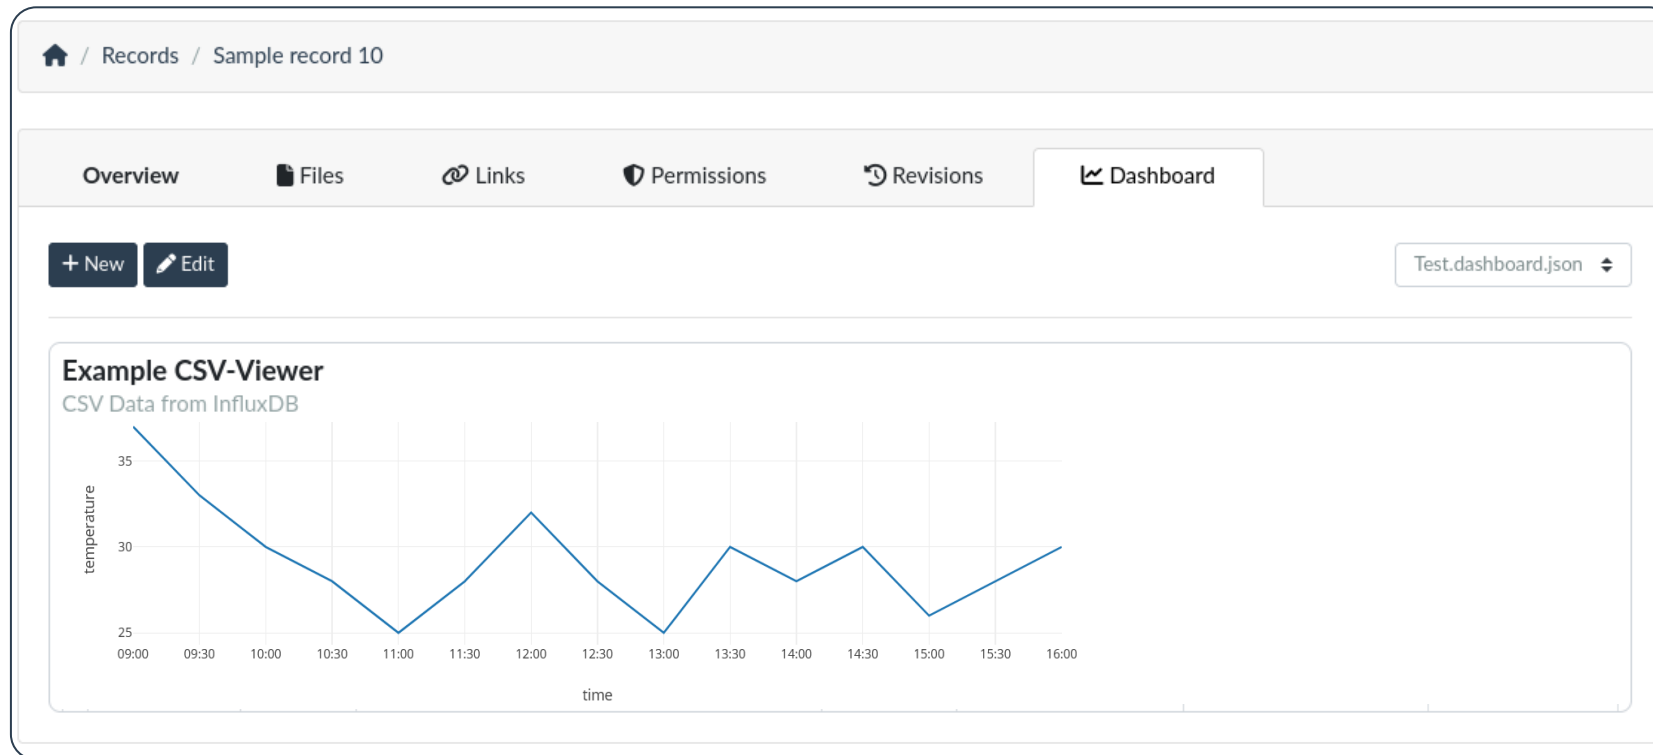 / Records / Sample record 10
Overview Files Links Permissions Revisions Dashboard
+ New Edit Test.dashboard.json
Example CSV-Viewer
CSV Data from InfluxDB
35
temperature
30
25
09:00 09:30 10:00 10:30 11:00 11:30 12:00 12:30 13:00 13:30 14:00 14:30 15:00 15:30 16:00
time